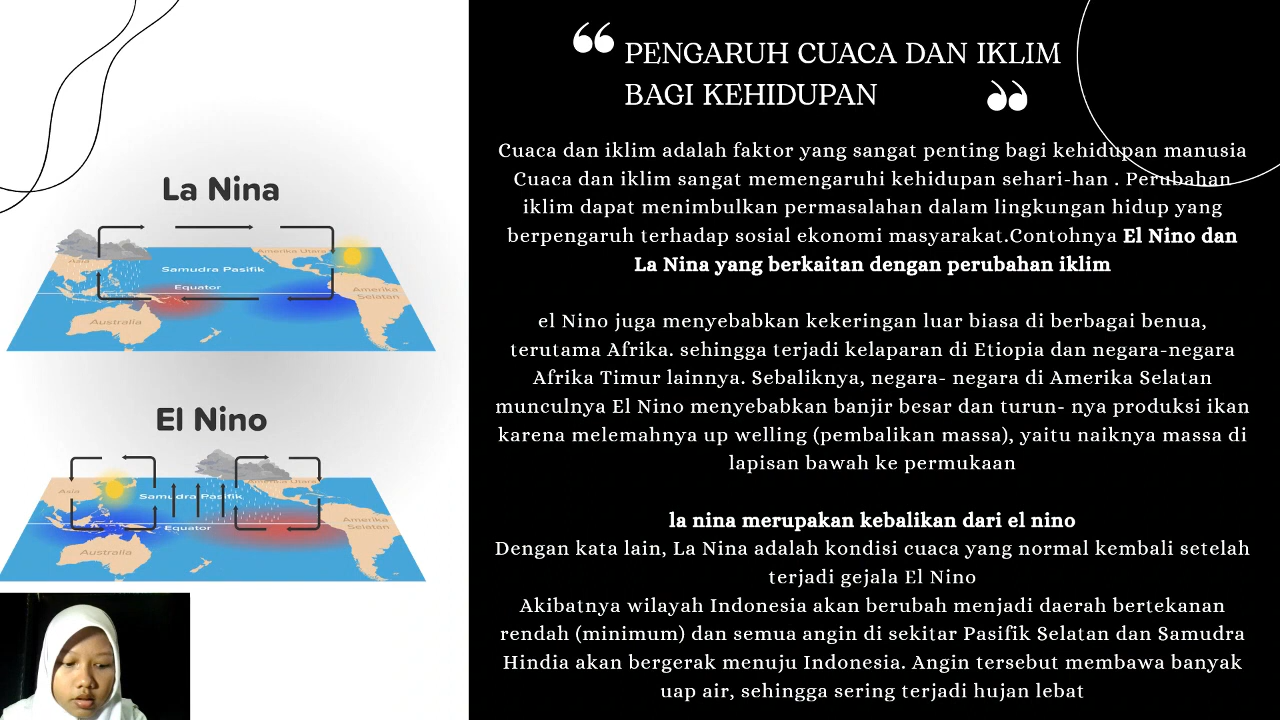 PENGARUH CUACA DAN IKLIM
BAGI KEHIDUPAN
Cuaca dan iklim adalah faktor yang sangat penting bagi kehidupan manusia
Cuaca dan iklim sangat memengaruhi kehidupan sehari-han . Perubahan
iklim dapat menimbulkan permasalahan dalam lingkungan hidup yang
berpengaruh terhadap sosial ekonomi masyarakat.Contohnya El Nino dan
La Nina yang berkaitan dengan perubahan iklim
el Nino juga menyebabkan kekeringan luar biasa di berbagai benua,
terutama Afrika. sehingga terjadi kelaparan di Etiopia dan negara-negara
Afrika Timur lainnya. Sebaliknya, negara- negara di Amerika Selatan
munculnya El Nino menyebabkan banjir besar dan turun- nya produksi ikan
karena melemahnya up welling (pembalikan massa), yaitu naiknya massa di
lapisan bawah ke permukaan
la nina merupakan kebalikan dari el nino
Dengan kata lain, La Nina adalah kondisi cuaca yang normal kembali setelah
terjadi gejala El Nino
Akibatnya wilayah Indonesia akan berubah menjadi daerah bertekanan
rendah (minimum) dan semua angin di sekitar Pasifik Selatan dan Samudra
Hindia akan bergerak menuju Indonesia. Angin tersebut membawa banyak
uap air, sehingga sering terjadi hujan lebat
La Nina
Asia
Amerika Utara
Samudra Pasifik
Equator
Amerika
Selatan
Australia
El Nino
Asia
Amerika Utara
Samudra Pasifik
Equator
Amerika
Selatan
Australia